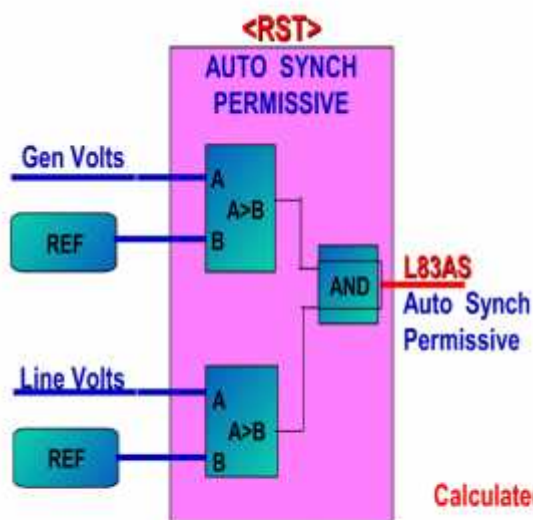 <RST>
AUTO SYNCH
PERMISSIVE
Gen Volts
A
A>B
REF
B
AND
L83AS
Auto Synch
Permissive
Line Volts
A
A>B
REF
B
Calculate